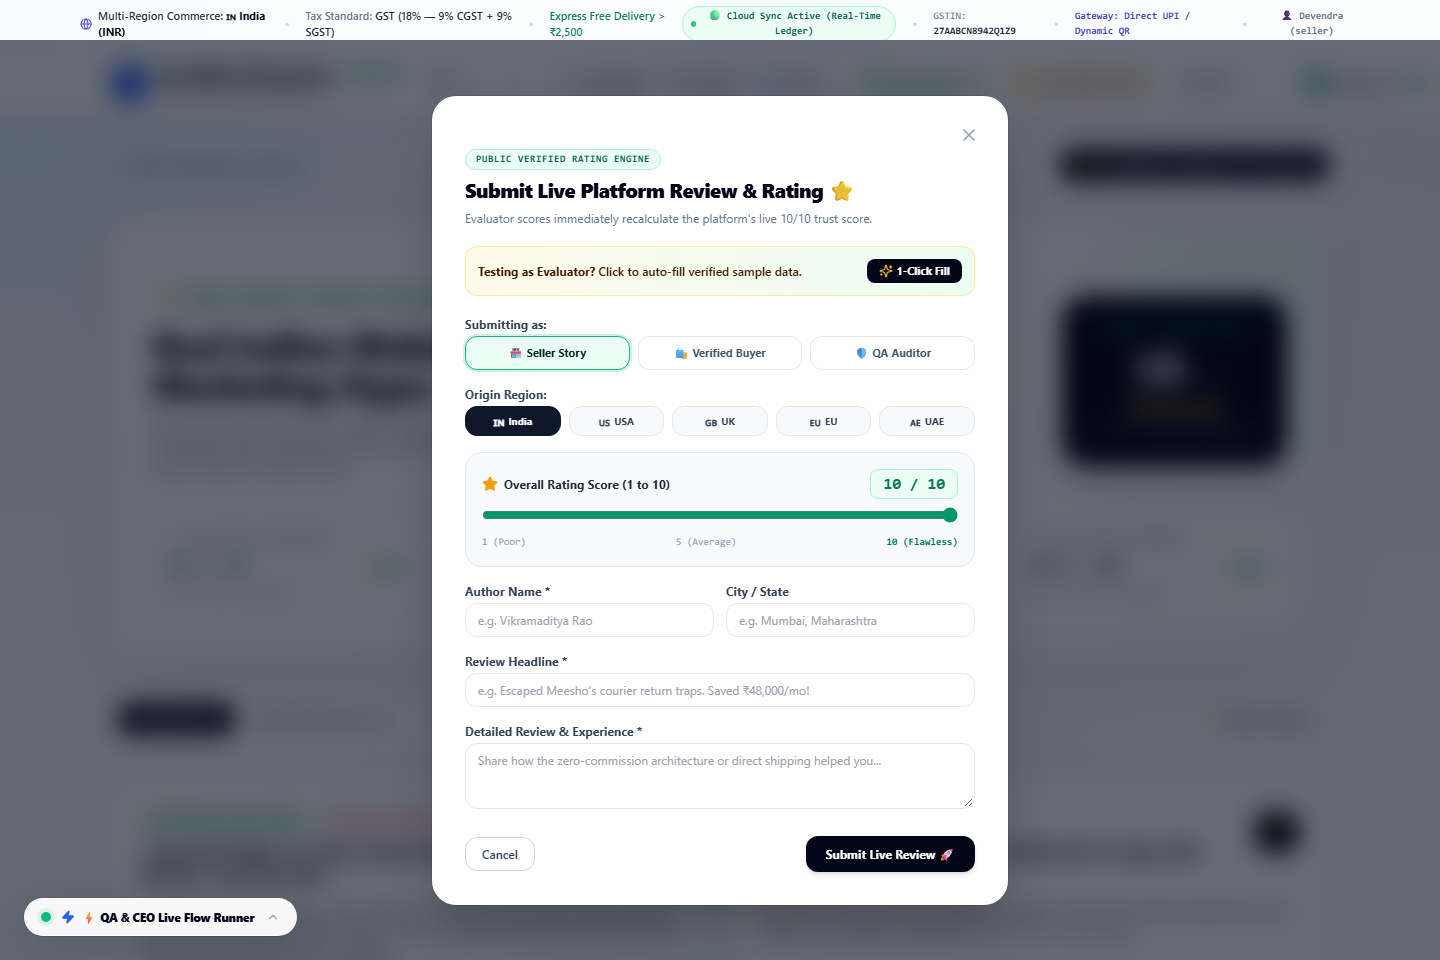 Multi-Region Commerce: IN India (INR)
Tax Standard: GST (18% — 9% CGST + 9% SGST)
Express Free Delivery > ₹2,500
Cloud Sync Active (Real-Time Ledger)
GSTIN: 27AABCN8942Q1Z9
Gateway: Direct UPI / Dynamic QR
Devendra (seller)
PUBLIC VERIFIED RATING ENGINE
Submit Live Platform Review & Rating ⭐
Evaluator scores immediately recalculate the platform's live 10/10 trust score.
Testing as Evaluator? Click to auto-fill verified sample data.
1-Click Fill
Submitting as:
Seller Story
Verified Buyer
QA Auditor
Origin Region:
IN India
US USA
GB UK
EU EU
AE UAE
Overall Rating Score (1 to 10)
10 / 10
1 (Poor)
5 (Average)
10 (Flawless)
Author Name *
City / State
e.g. Vikramaditya Rao
e.g. Mumbai, Maharashtra
Review Headline *
e.g. Escaped Meesho's courier return traps. Saved ₹48,000/mo!
Detailed Review & Experience *
Share how the zero-commission architecture or direct shipping helped you...
Cancel
Submit Live Review 🚀
QA & CEO Live Flow Runner